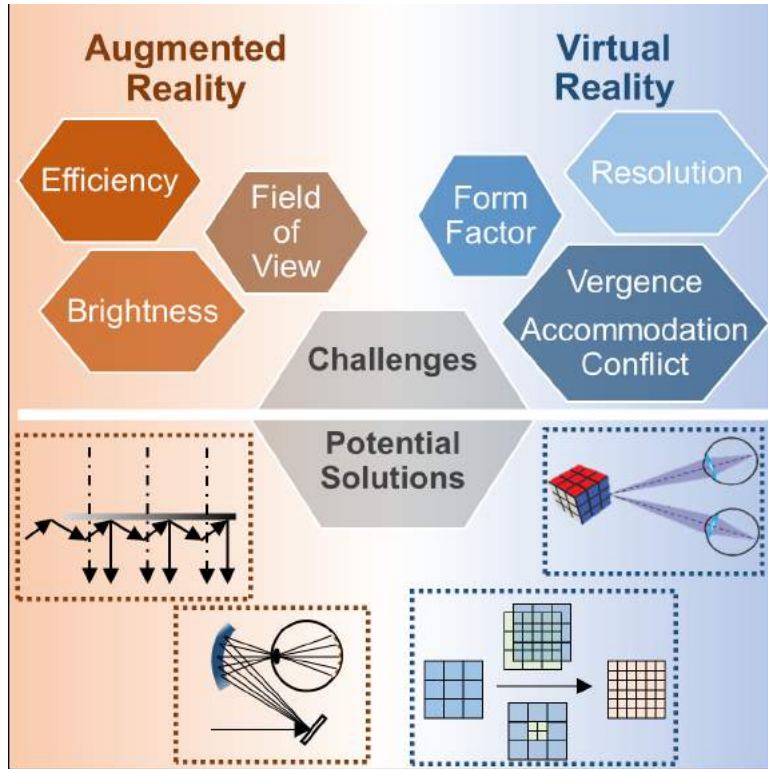 Augmented
Reality
Virtual
Reality
Efficiency
Field
of
View
Brightness
Form
Factor
Resolution
Vergence
Accommodation
Conflict
Challenges
Potential
Solutions